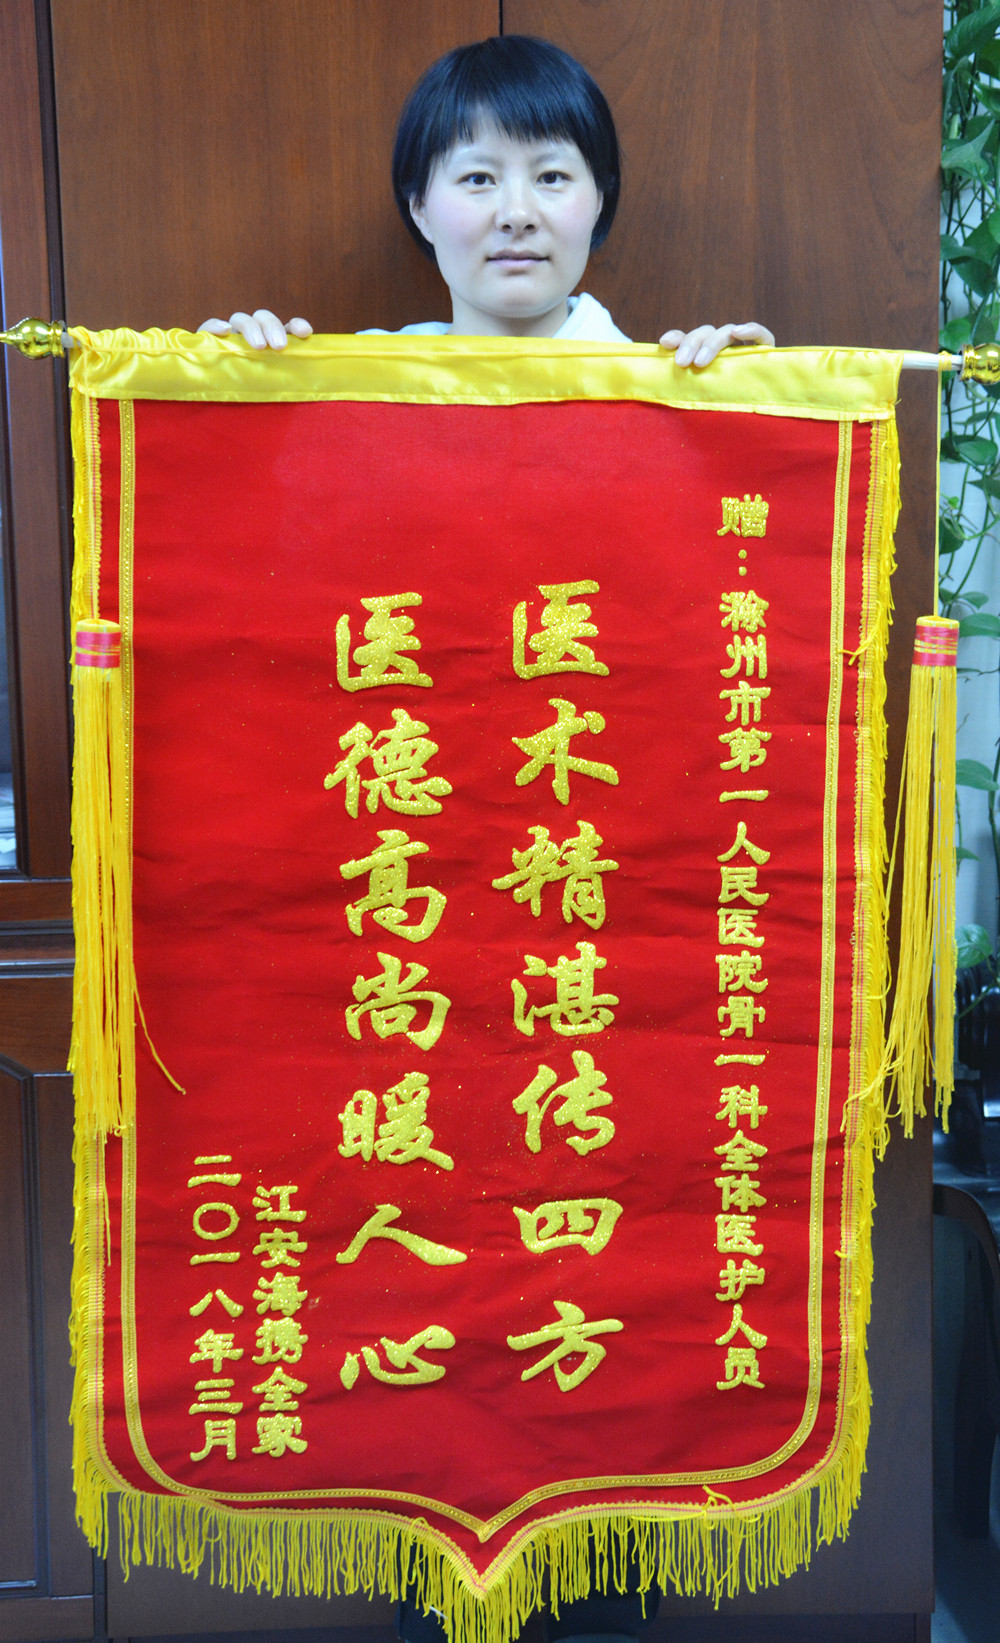 赠：滁州市第一人民医院骨一科全体医护人员
医术精湛传四方
医德高尚暖人心
江安海携全家
二〇一八年三月